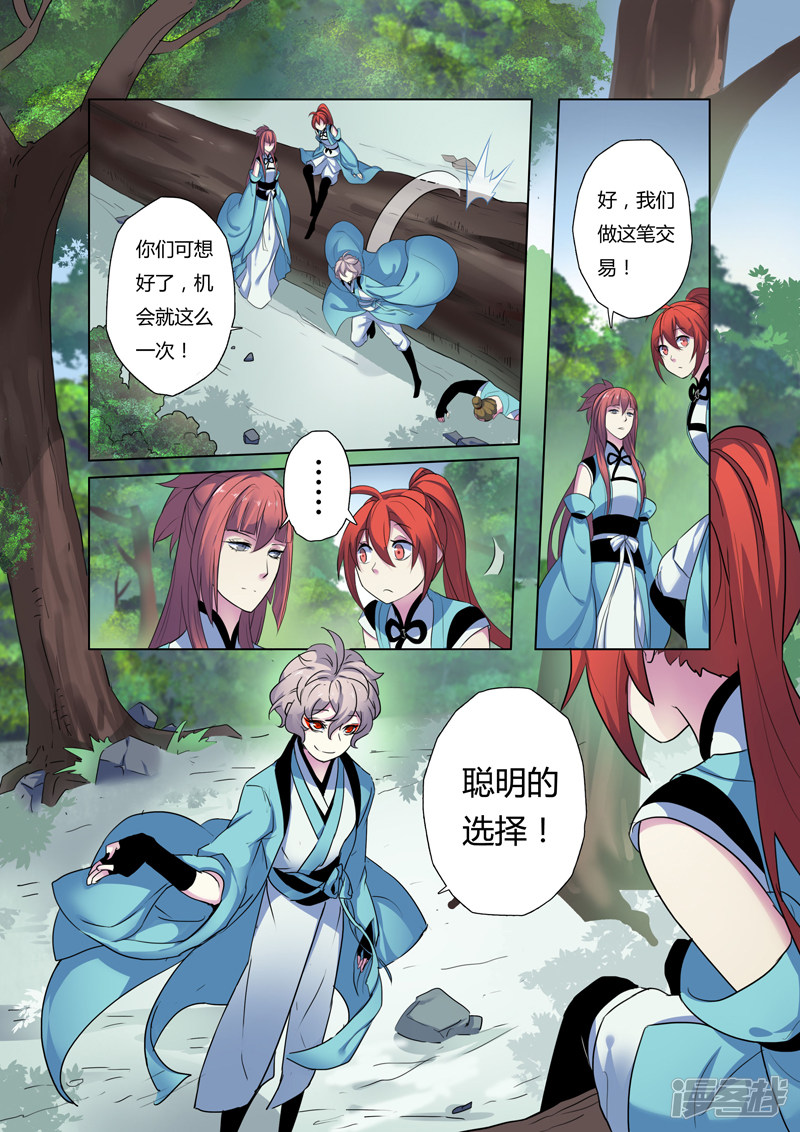 你们可想
好了，机
会就这么
一次！
……
好，我们
做这笔交
易！
聪明的
选择！
漫客栈